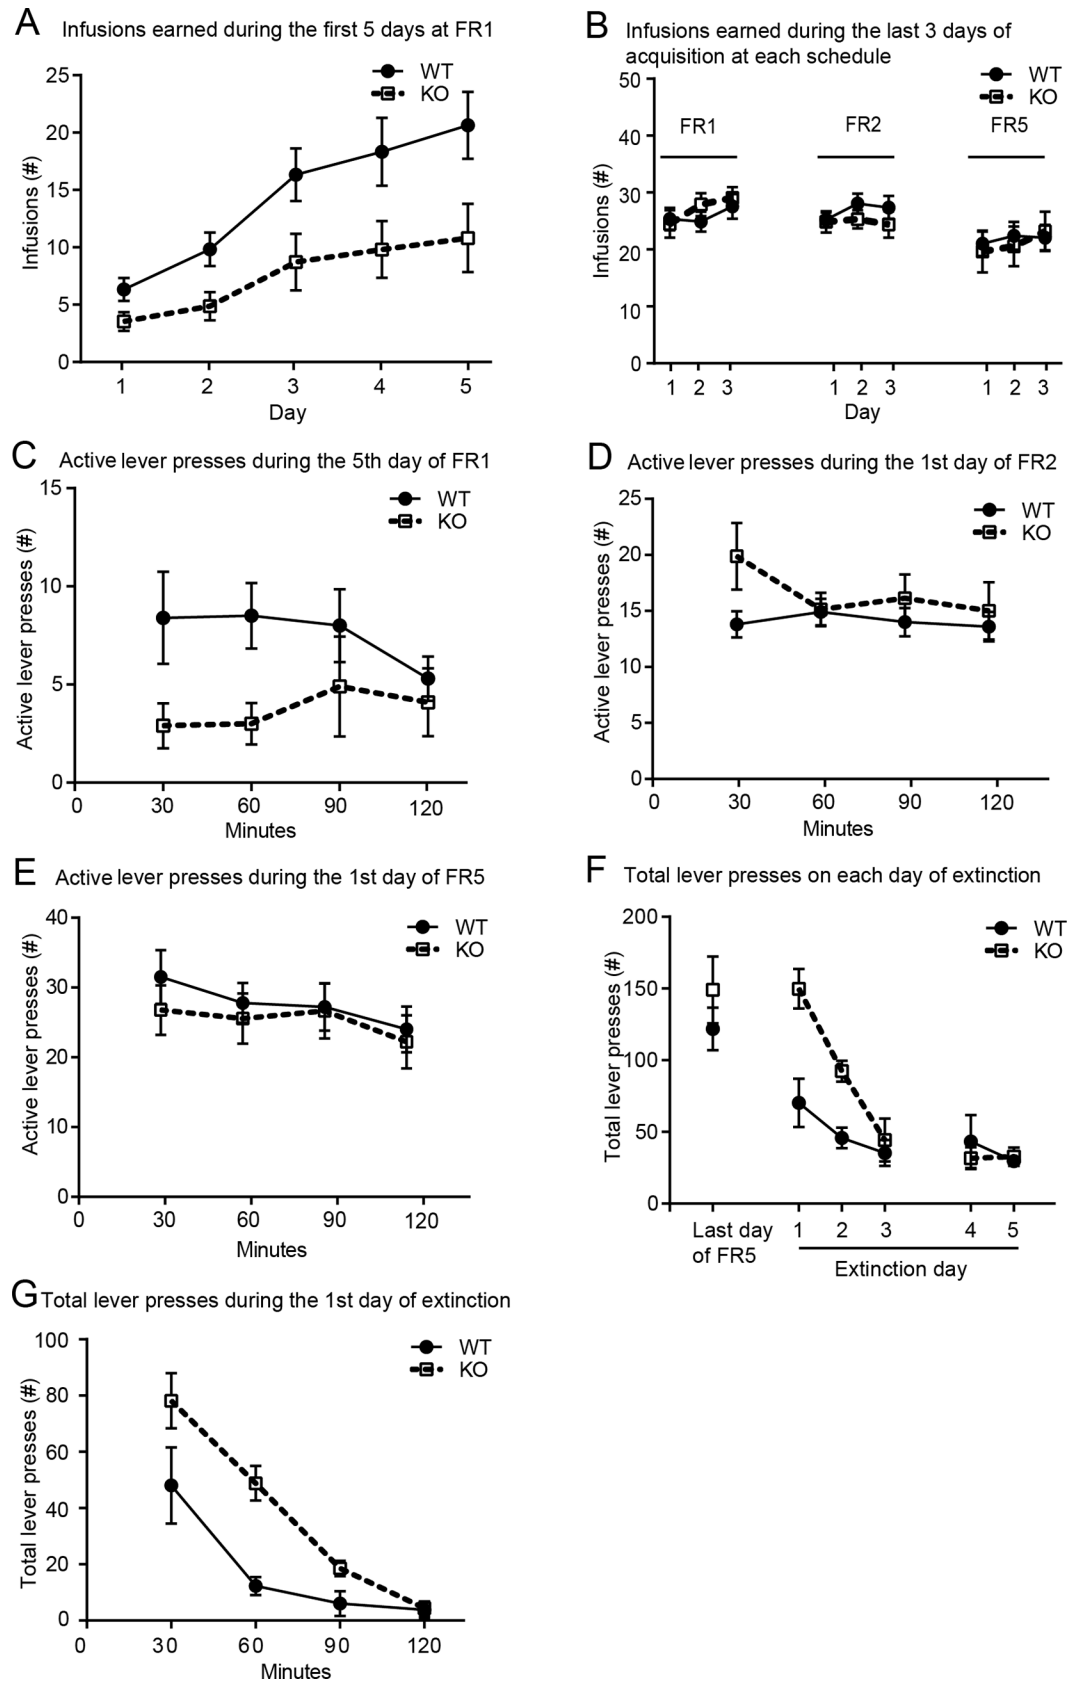 A Infusions earned during the first 5 days at FR1
WT
KO
Infusions (#)
25
20
15
10
5
0
1 2 3 4 5
Day
B Infusions earned during the last 3 days of
acquisition at each schedule
WT
KO
FR1 FR2 FR5
Infusions (#)
50
40
30
20
10
0
1 2 3 1 2 3 1 2 3
Day
C Active lever presses during the 5th day of FR1
WT
KO
Active lever presses (#)
15
10
5
0
0 30 60 90 120
Minutes
D Active lever presses during the 1st day of FR2
WT
KO
Active lever presses (#)
25
20
15
10
5
0
0 30 60 90 120
Minutes
E Active lever presses during the 1st day of FR5
WT
KO
Active lever presses (#)
40
30
20
10
0
0 30 60 90 120
Minutes
F Total lever presses on each day of extinction
WT
KO
Total lever presses (#)
200
150
100
50
0
Last day
of FR5
1 2 3 4 5
Extinction day
G Total lever presses during the 1st day of extinction
WT
KO
Total lever presses (#)
100
80
60
40
20
0
0 30 60 90 120
Minutes